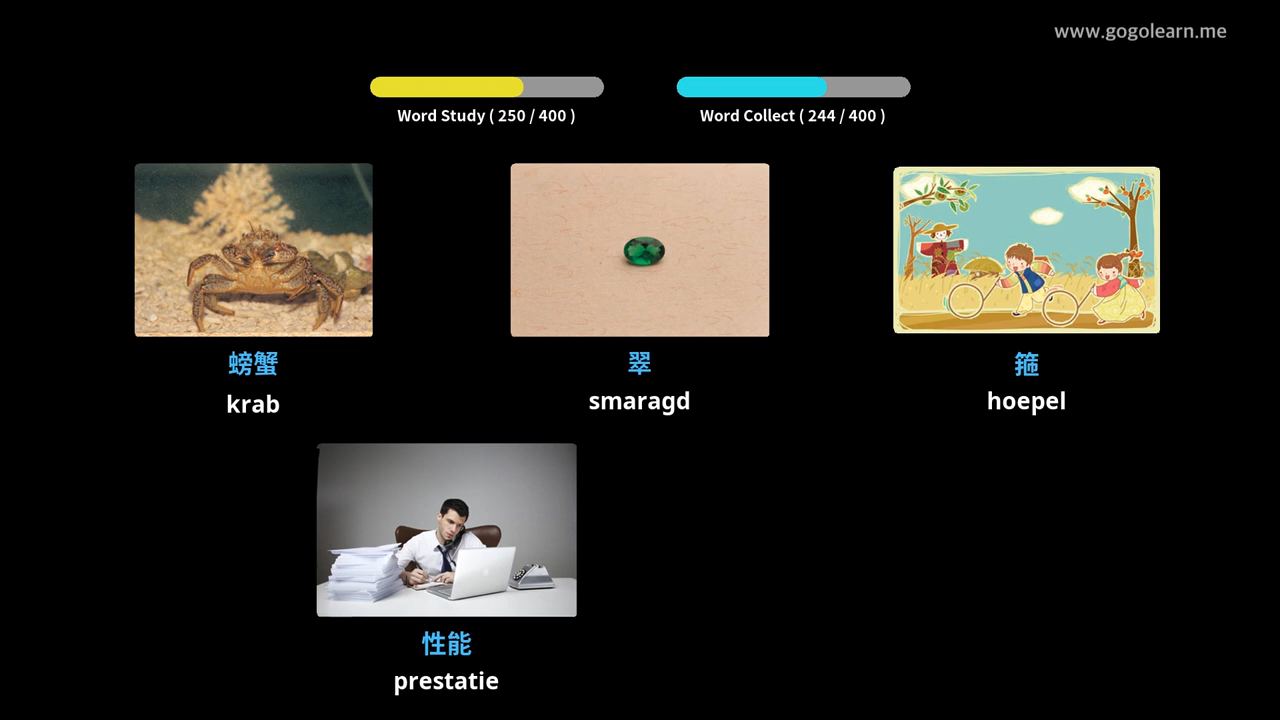 www.gogolearn.me
Word Study ( 250 / 400 )
Word Collect ( 244 / 400 )
螃蟹
krab
翠
smaragd
箍
hoepel
性能
prestatie